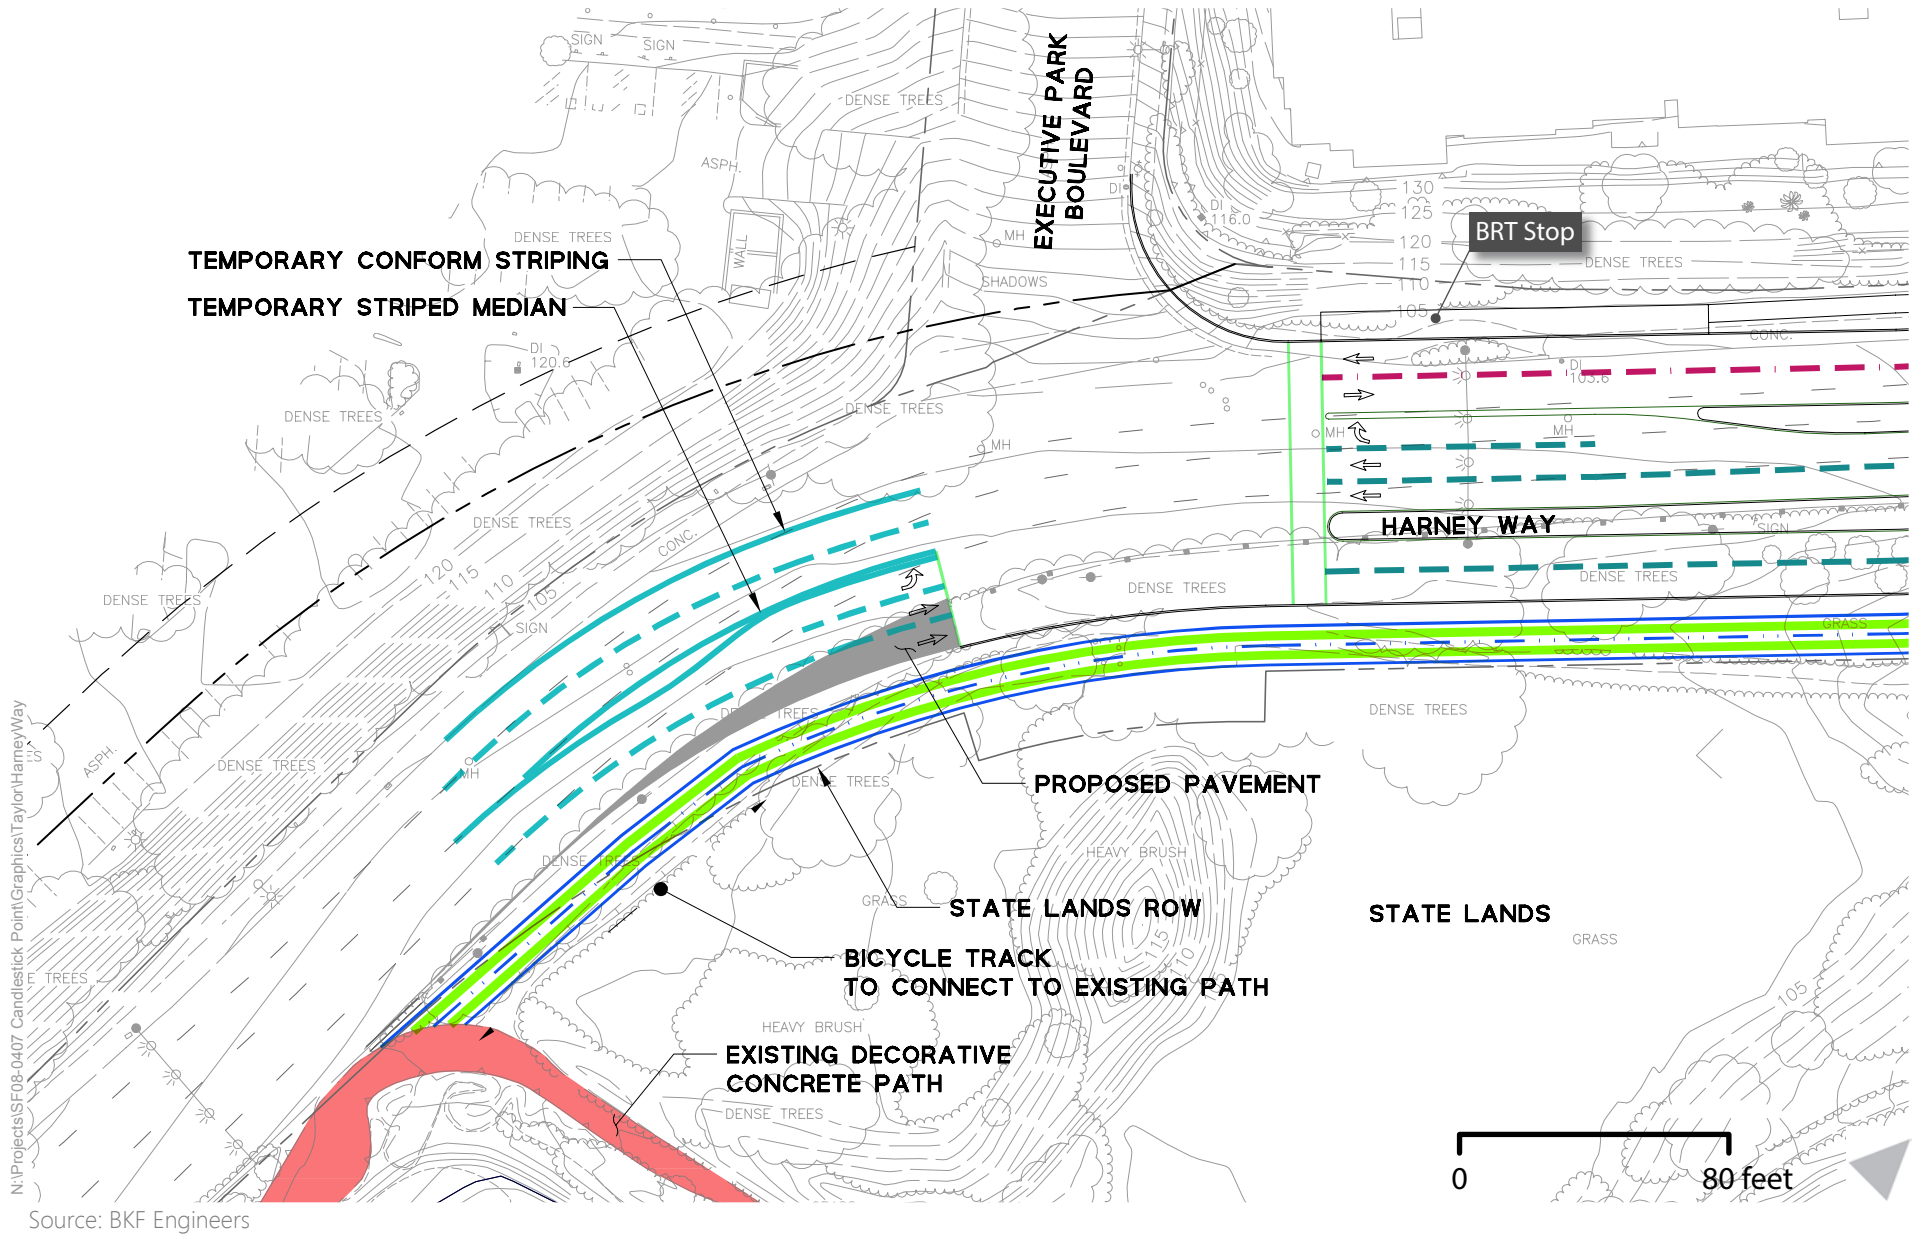 SIGN
SIGN
DENSE TREES
ASPH.
EXECUTIVE PARK
BOULEVARD
DI
130
125
DI
116.0
120
115
110
105
BRT Stop
DENSE TREES
DENSE TREES
WALL
MH
SHADOWS
TEMPORARY CONFORM STRIPING
TEMPORARY STRIPED MEDIAN
DI
120.6
CONC.
DI
103.6
DENSE TREES
DENSE TREES
MH
MH
MH
DENSE TREES
CONC.
HARNEY WAY
SIGN
120
115
110
105
DENSE TREES
DENSE TREES
DENSE TREES
SIGN
GRASS
DENSE TREES
DENSE TREES
MH
ASPH.
DENSE TREES
DENSE TREES
PROPOSED PAVEMENT
DENSE TREES
HEAVY BRUSH
GRASS
STATE LANDS ROW
STATE LANDS
GRASS
115
110
BICYCLE TRACK
TO CONNECT TO EXISTING PATH
E TREES
105
HEAVY BRUSH
EXISTING DECORATIVE
CONCRETE PATH
DENSE TREES
0
80 feet
N:\Projects\SF08-0407 Candlestick Point\Graphics\Taylor\HarneyWay
Source: BKF Engineers